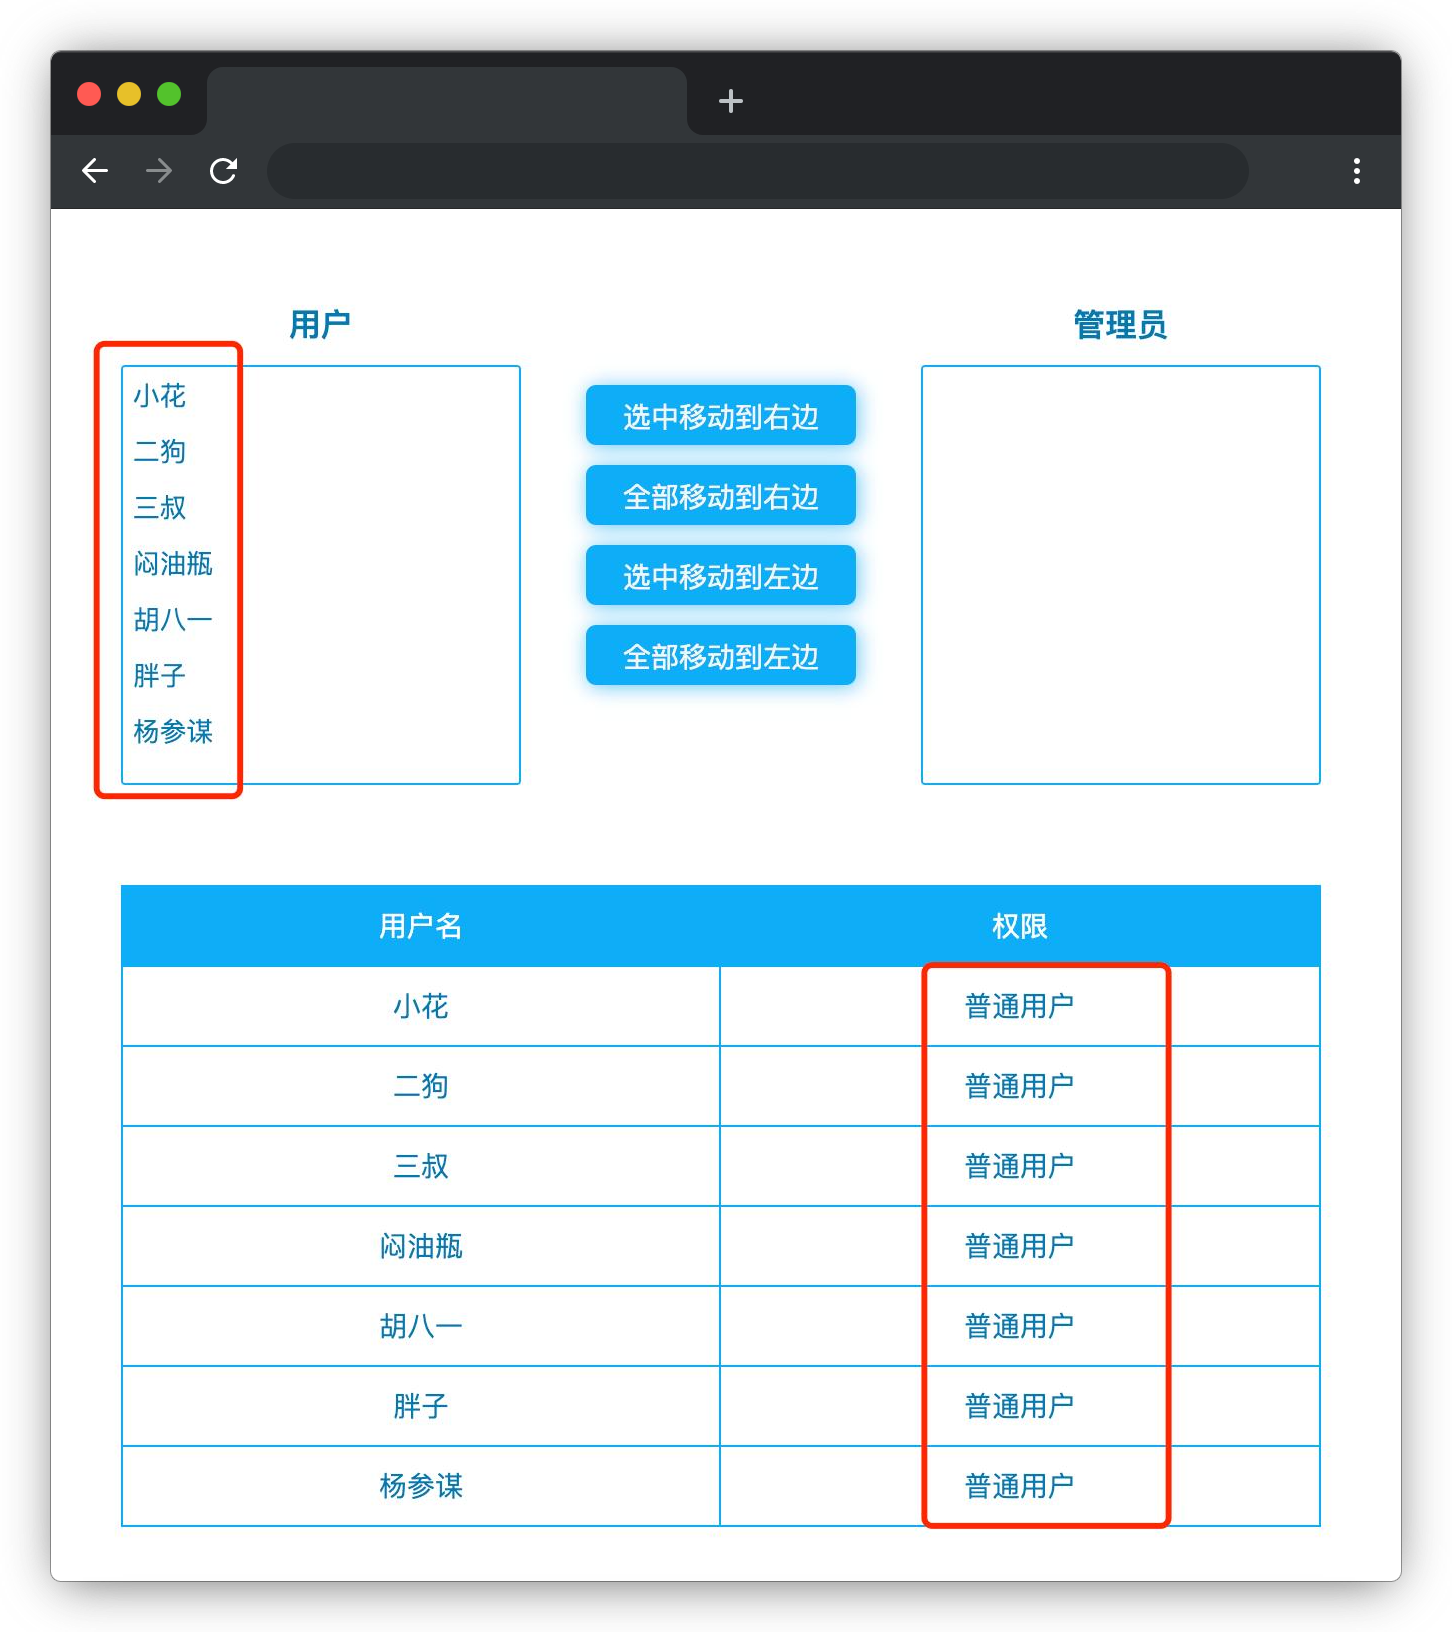 用户
管理员
小花
二狗
三叔
闷油瓶
胡八一
胖子
杨参谋
选中移动到右边
全部移动到右边
选中移动到左边
全部移动到左边
用户名 权限
小花 普通用户
二狗 普通用户
三叔 普通用户
闷油瓶 普通用户
胡八一 普通用户
胖子 普通用户
杨参谋 普通用户